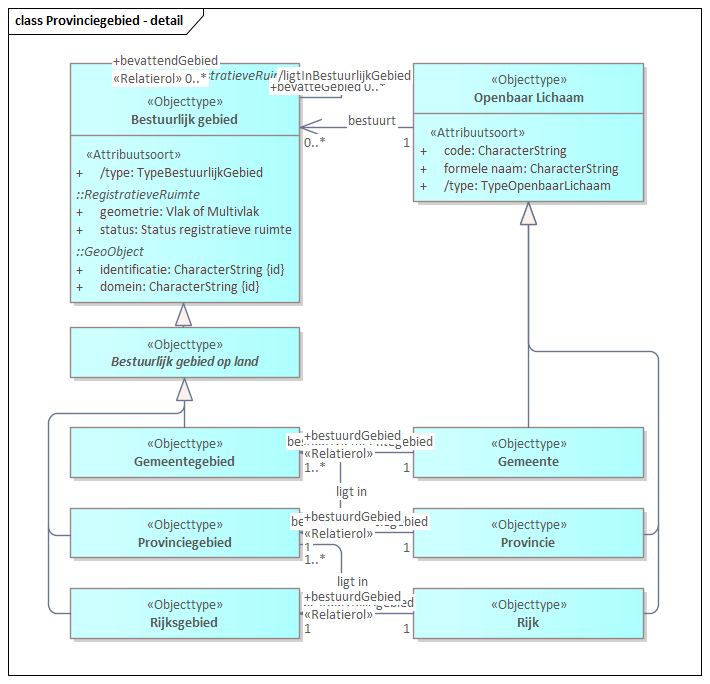 class Provinciegebied - detail
+bevattendGebied
«Relatierol» 0..*
/ligtInBestuurlijkGebied
+bevatteGebied 0..*
«Objecttype»
Bestuurlijk gebied
«Attribuutsoort»
+ /type: TypeBestuurlijkGebied
::RegistratieveRuimte
+ geometrie: Vlak of Multivlak
+ status: Status registratieve ruimte
::GeoObject
+ identificatie: CharacterString {id}
+ domein: CharacterString {id}
bestuurt
0..*
1
«Objecttype»
Openbaar Lichaam
«Attribuutsoort»
+ code: CharacterString
+ formele naam: CharacterString
+ /type: TypeOpenbaarLichaam
«Objecttype»
Bestuurlijk gebied op land
«Objecttype»
Gemeentegebied
+bestuurdGebied
«Relatierol»
1..*
1
«Objecttype»
Gemeente
ligt in
«Objecttype»
Provinciegebied
+bestuurdGebied
«Relatierol»
1
1..*
1
«Objecttype»
Provincie
ligt in
«Objecttype»
Rijksgebied
+bestuurdGebied
«Relatierol»
1
1
«Objecttype»
Rijk